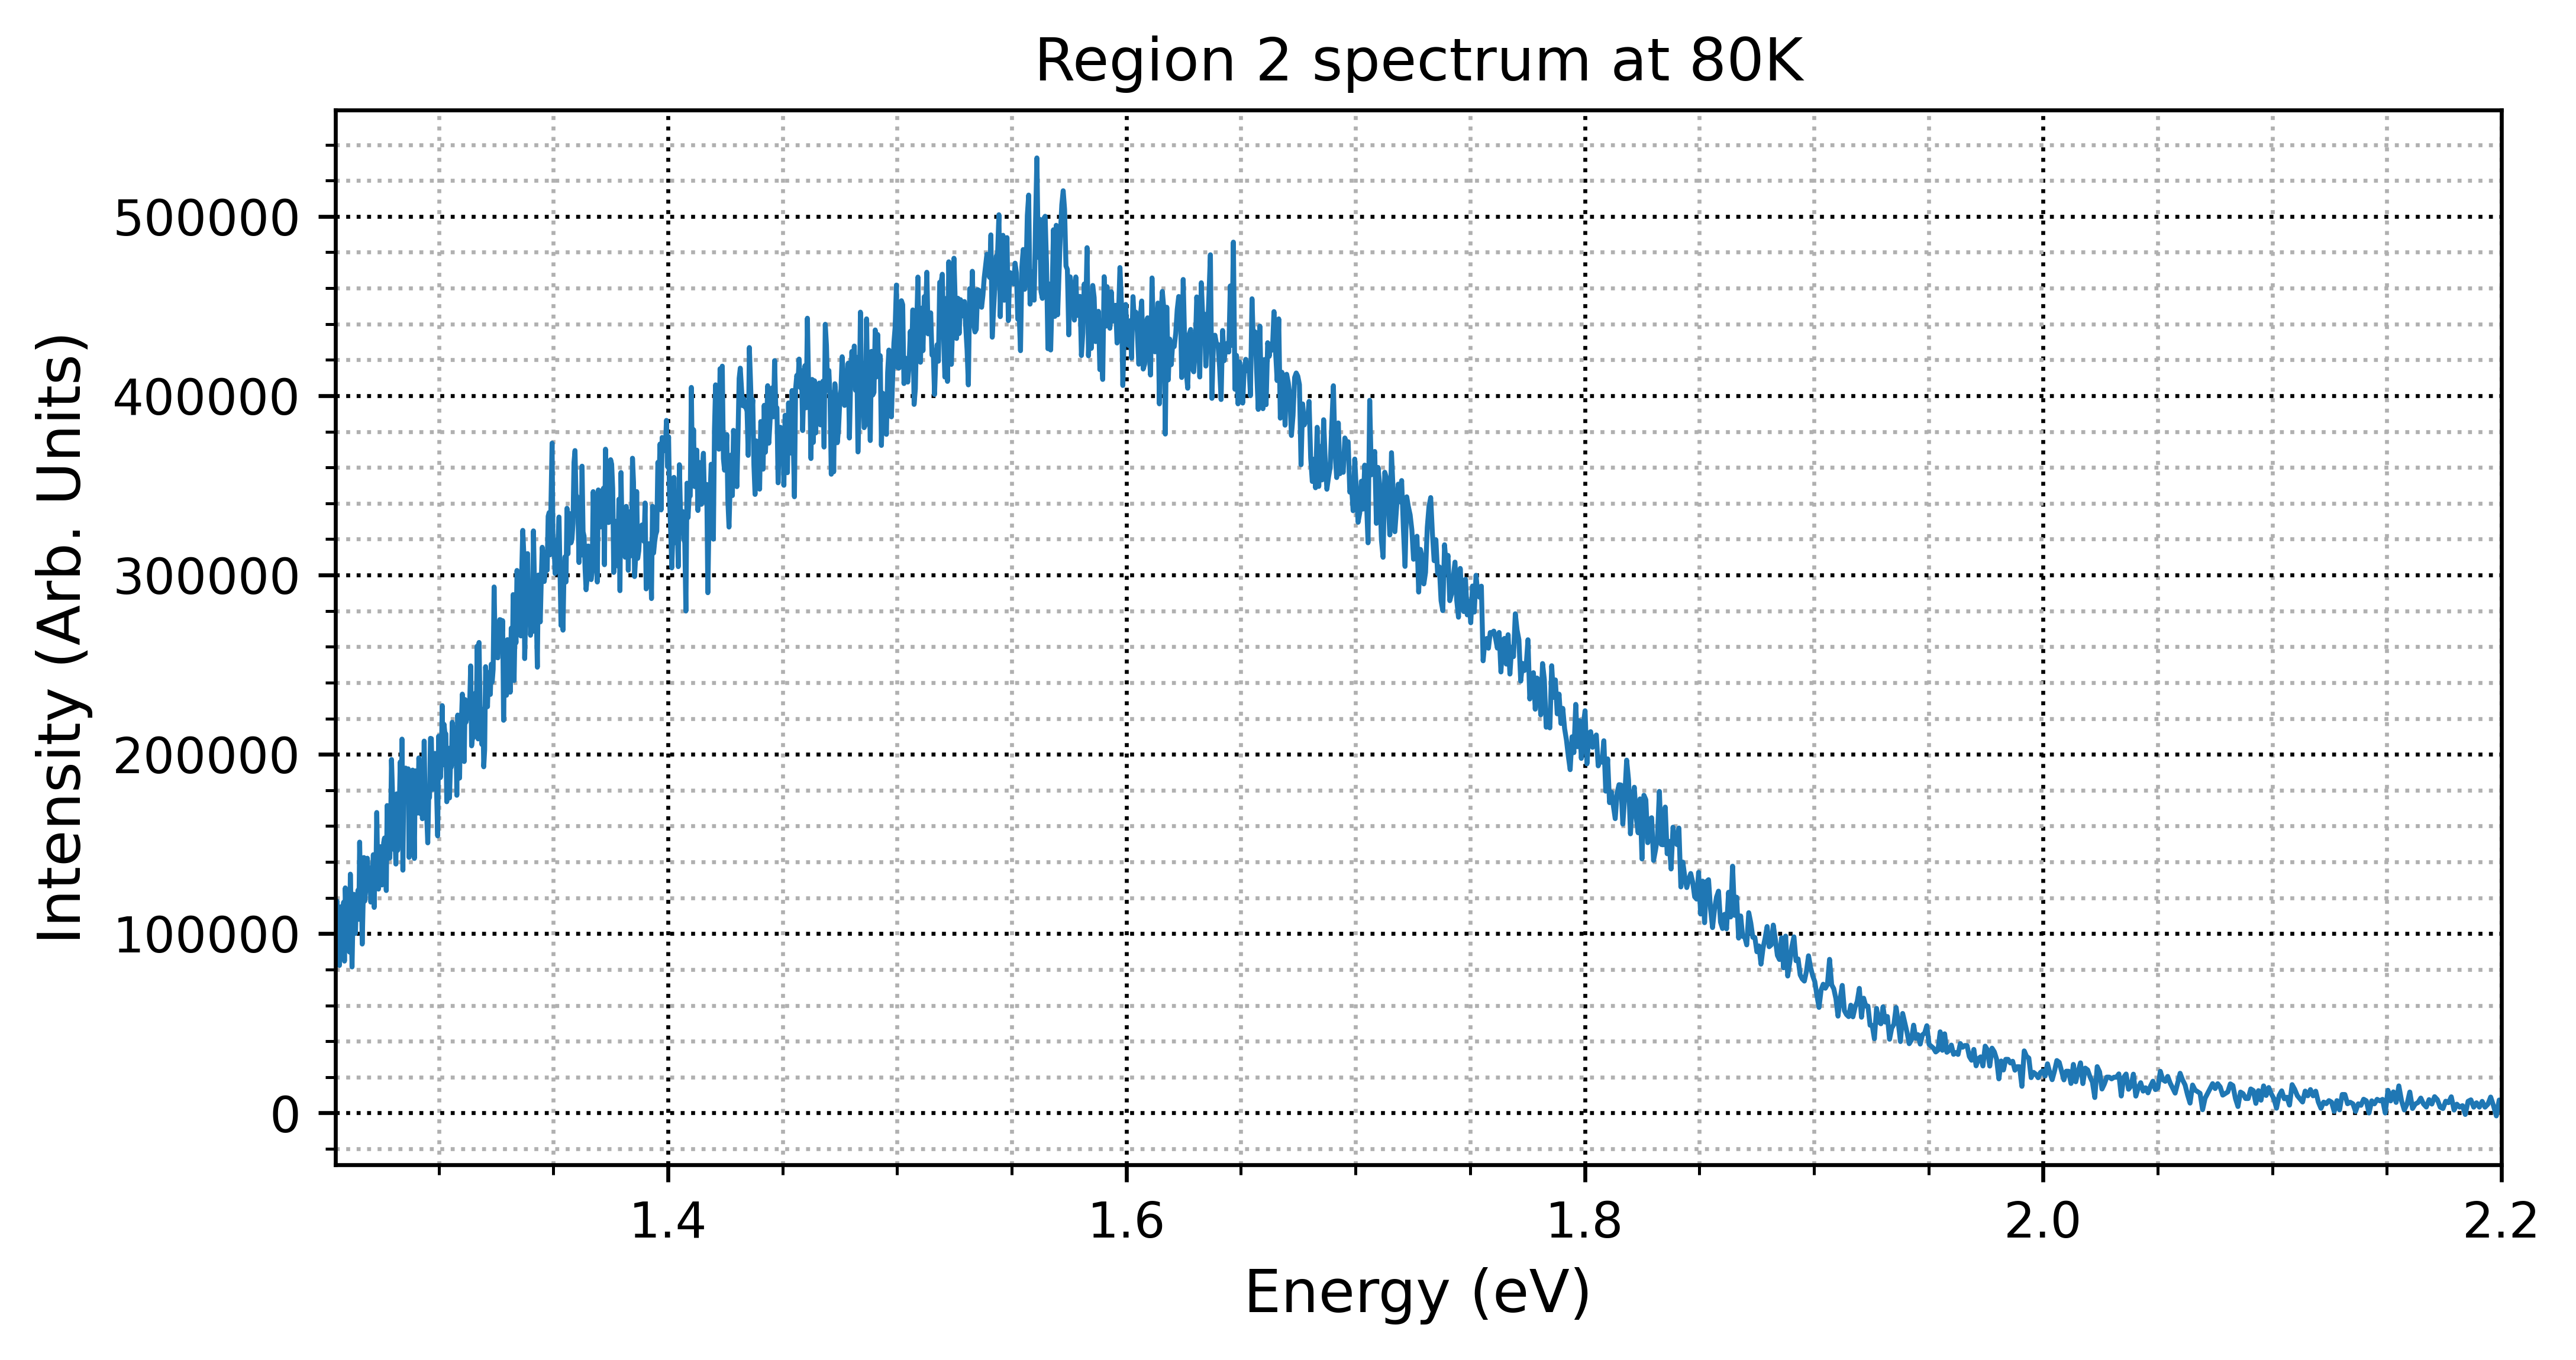 Region 2 spectrum at 80K
Intensity (Arb. Units)
500000
400000
300000
200000
100000
0
1.4 1.6 1.8 2.0 2.2
Energy (eV)